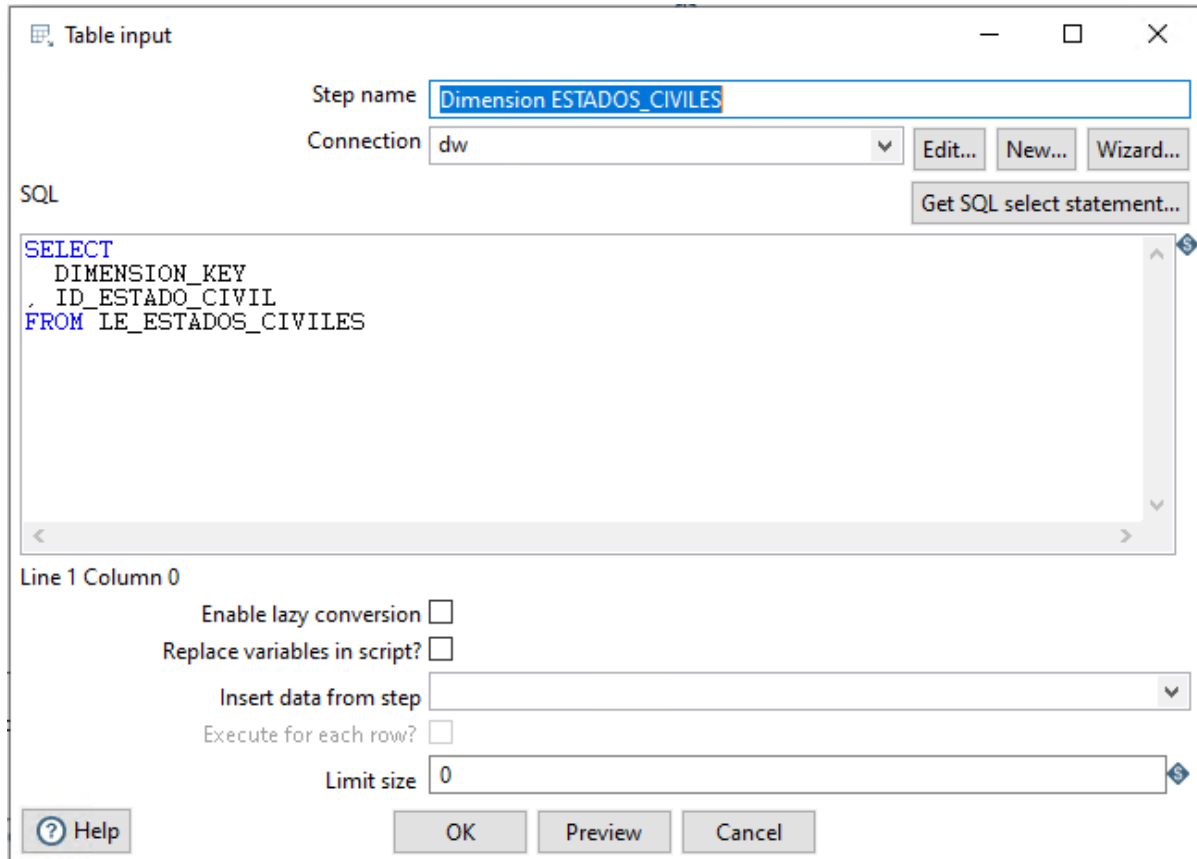 Table input
Step name Dimension ESTADOS_CIVILES
Connection dw Edit... New... Wizard...
SQL Get SQL select statement...
SELECT
DIMENSION_KEY
, ID_ESTADO_CIVIL
FROM LE_ESTADOS_CIVILES
Line 1 Column 0
Enable lazy conversion
Replace variables in script?
Insert data from step
Execute for each row?
Limit size 0
Help OK Preview Cancel